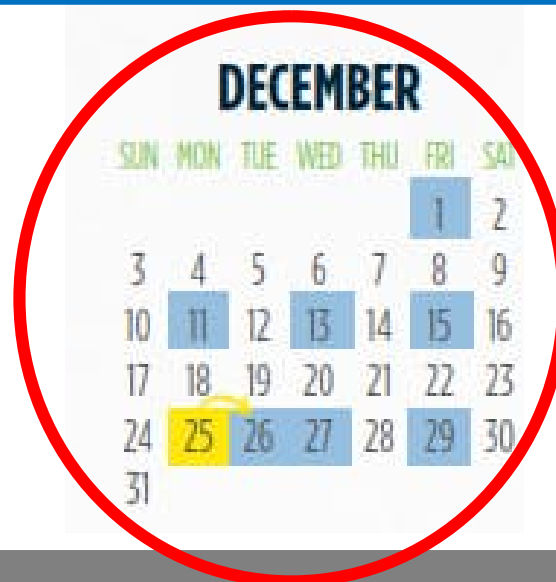 DECEMBER
SUN MON TUE WED THU FRI SAT
1 2
3 4 5 6 7 8 9
10 11 12 13 14 15 16
17 18 19 20 21 22 23
24 25 26 27 28 29 30
31